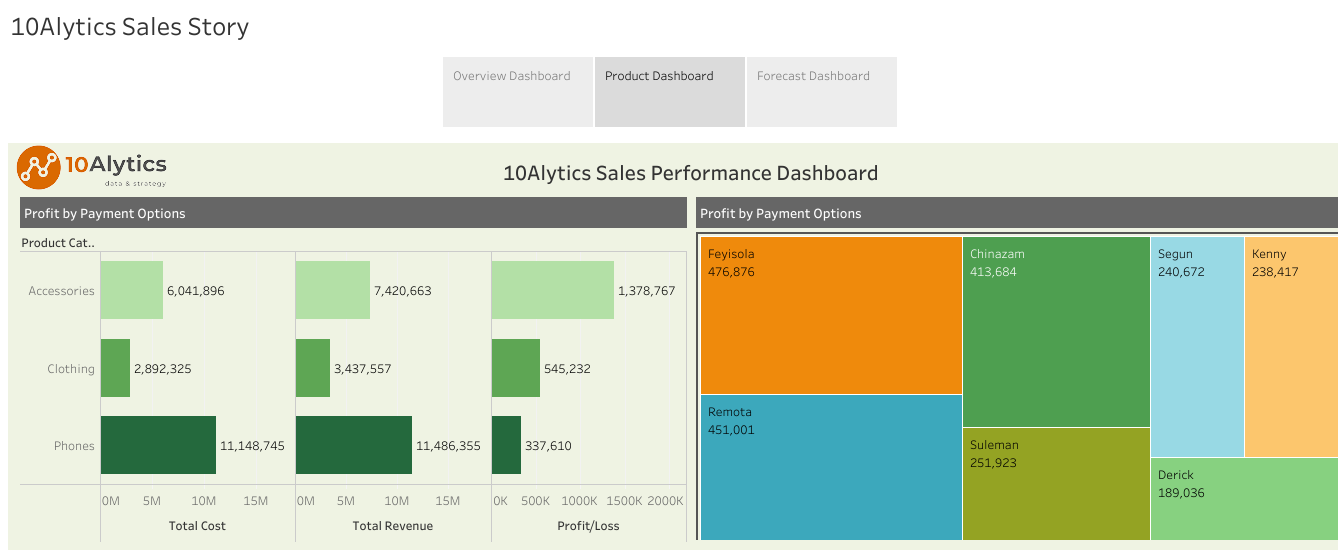 10Alytics Sales Story
Overview Dashboard
Product Dashboard
Forecast Dashboard
10Alytics
data & strategy
10Alytics Sales Performance Dashboard
Profit by Payment Options
Product Cat..
Accessories
6,041,896
7,420,663
1,378,767
Clothing
2,892,325
3,437,557
545,232
Phones
11,148,745
11,486,355
337,610
0M 5M 10M 15M
0M 5M 10M 15M
0K 500K 1000K 1500K 2000K
Total Cost
Total Revenue
Profit/Loss
Profit by Payment Options
Feyisola
476,876
Remota
451,001
Chinazam
413,684
Suleman
251,923
Segun
240,672
Kenny
238,417
Derick
189,036